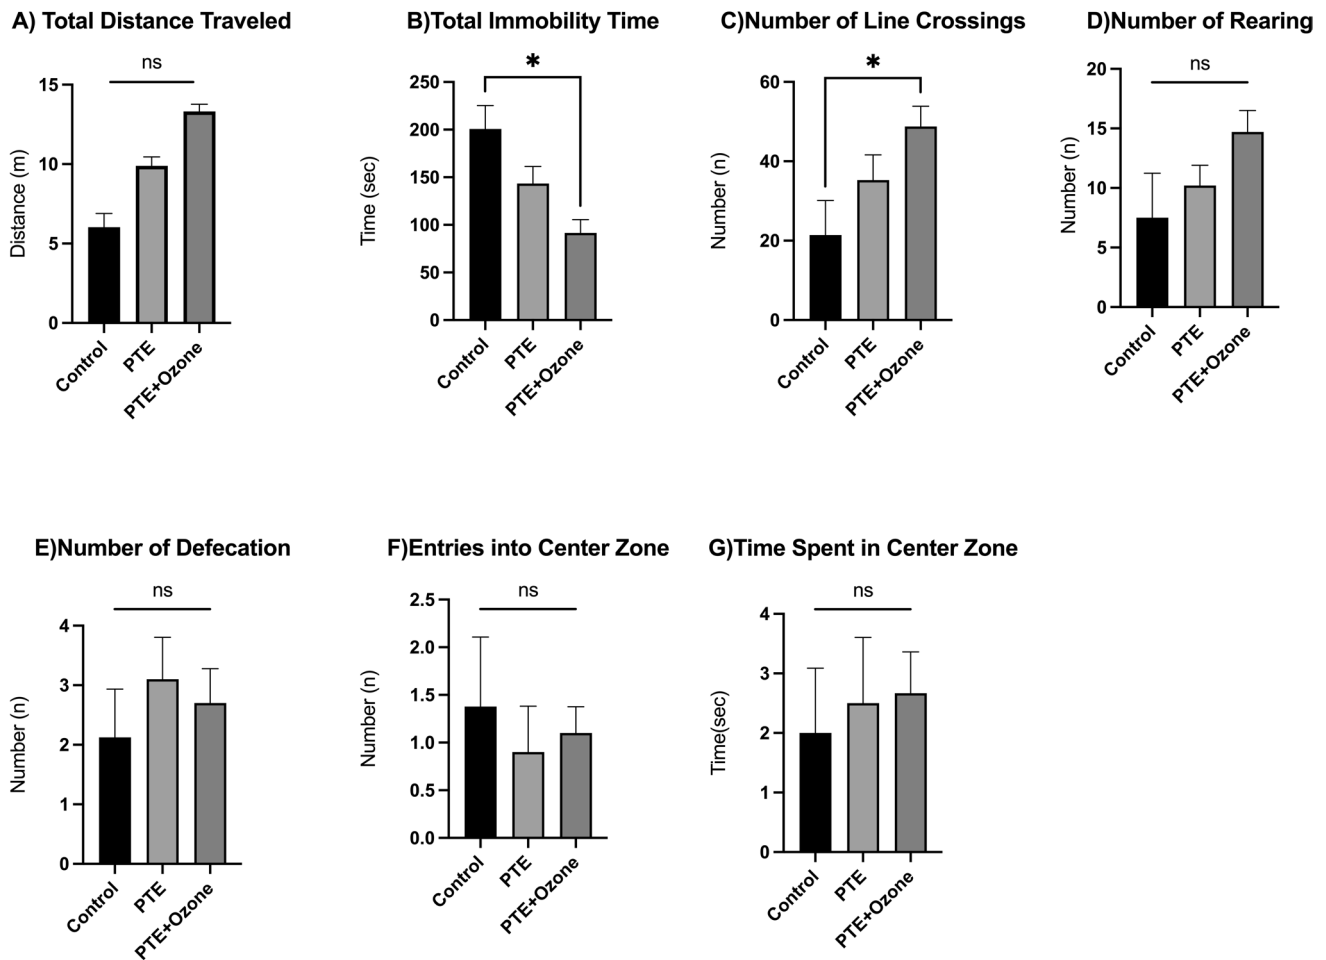 A) Total Distance Traveled
ns
15
10
5
0
Distance (m)
Control
PTE
PTE+Ozone
B)Total Immobility Time
*
250
200
150
100
50
0
Time (sec)
Control
PTE
PTE+Ozone
C)Number of Line Crossings
*
60
40
20
0
Number (n)
Control
PTE
PTE+Ozone
D)Number of Rearing
ns
20
15
10
5
0
Number (n)
Control
PTE
PTE+Ozone
E)Number of Defecation
ns
4
3
2
1
0
Number (n)
Control
PTE
PTE+Ozone
F)Entries into Center Zone
ns
2.5
2.0
1.5
1.0
0.5
0.0
Number (n)
Control
PTE
PTE+Ozone
G)Time Spent in Center Zone
ns
4
3
2
1
0
Time(sec)
Control
PTE
PTE+Ozone